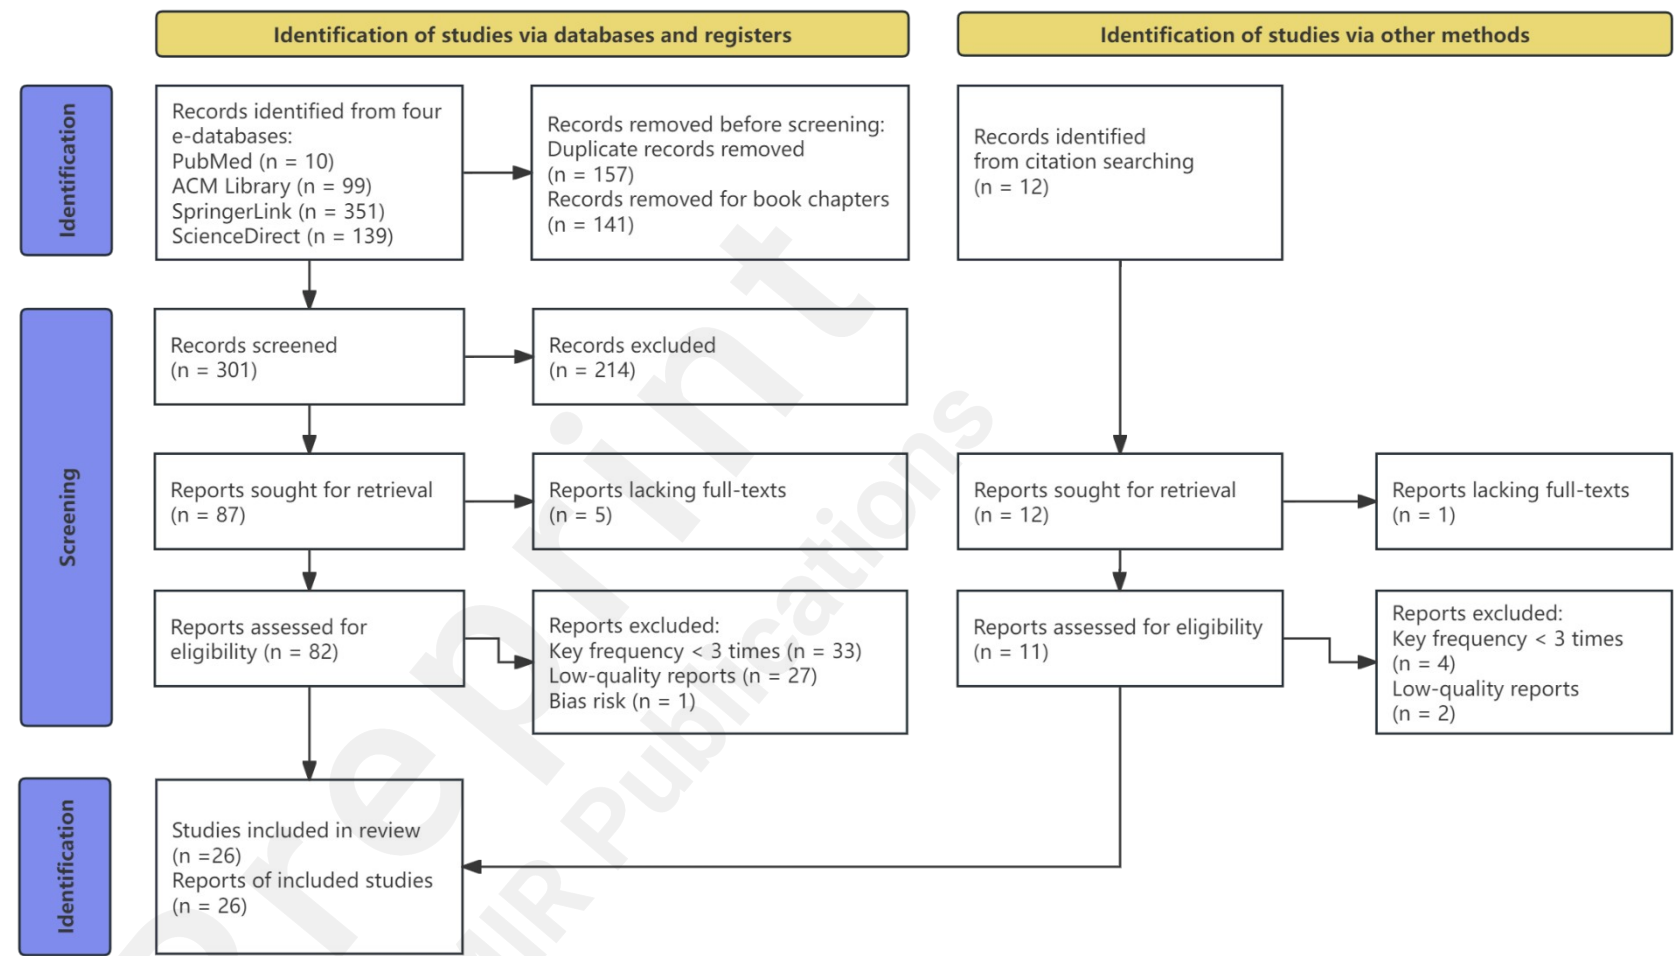 Identification of studies via databases and registers
Identification of studies via other methods
Identification
Records identified from four
e-databases:
PubMed (n = 10)
ACM Library (n = 99)
SpringerLink (n = 351)
ScienceDirect (n = 139)
Records removed before screening:
Duplicate records removed
(n = 157)
Records removed for book chapters
(n = 141)
Records identified
from citation searching
(n = 12)
Screening
Records screened
(n = 301)
Records excluded
(n = 214)
Reports sought for retrieval
(n = 87)
Reports lacking full-texts
(n = 5)
Reports sought for retrieval
(n = 12)
Reports lacking full-texts
(n = 1)
Reports assessed for
eligibility (n = 82)
Reports excluded:
Key frequency < 3 times (n = 33)
Low-quality reports (n = 27)
Bias risk (n = 1)
Reports assessed for eligibility
(n = 11)
Reports excluded:
Key frequency < 3 times
(n = 4)
Low-quality reports
(n = 2)
Identification
Studies included in review
(n =26)
Reports of included studies
(n = 26)
Preprint
Publications